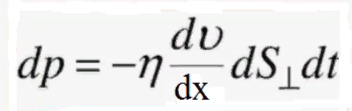 dp = -η dυ/dx dS⊥dt